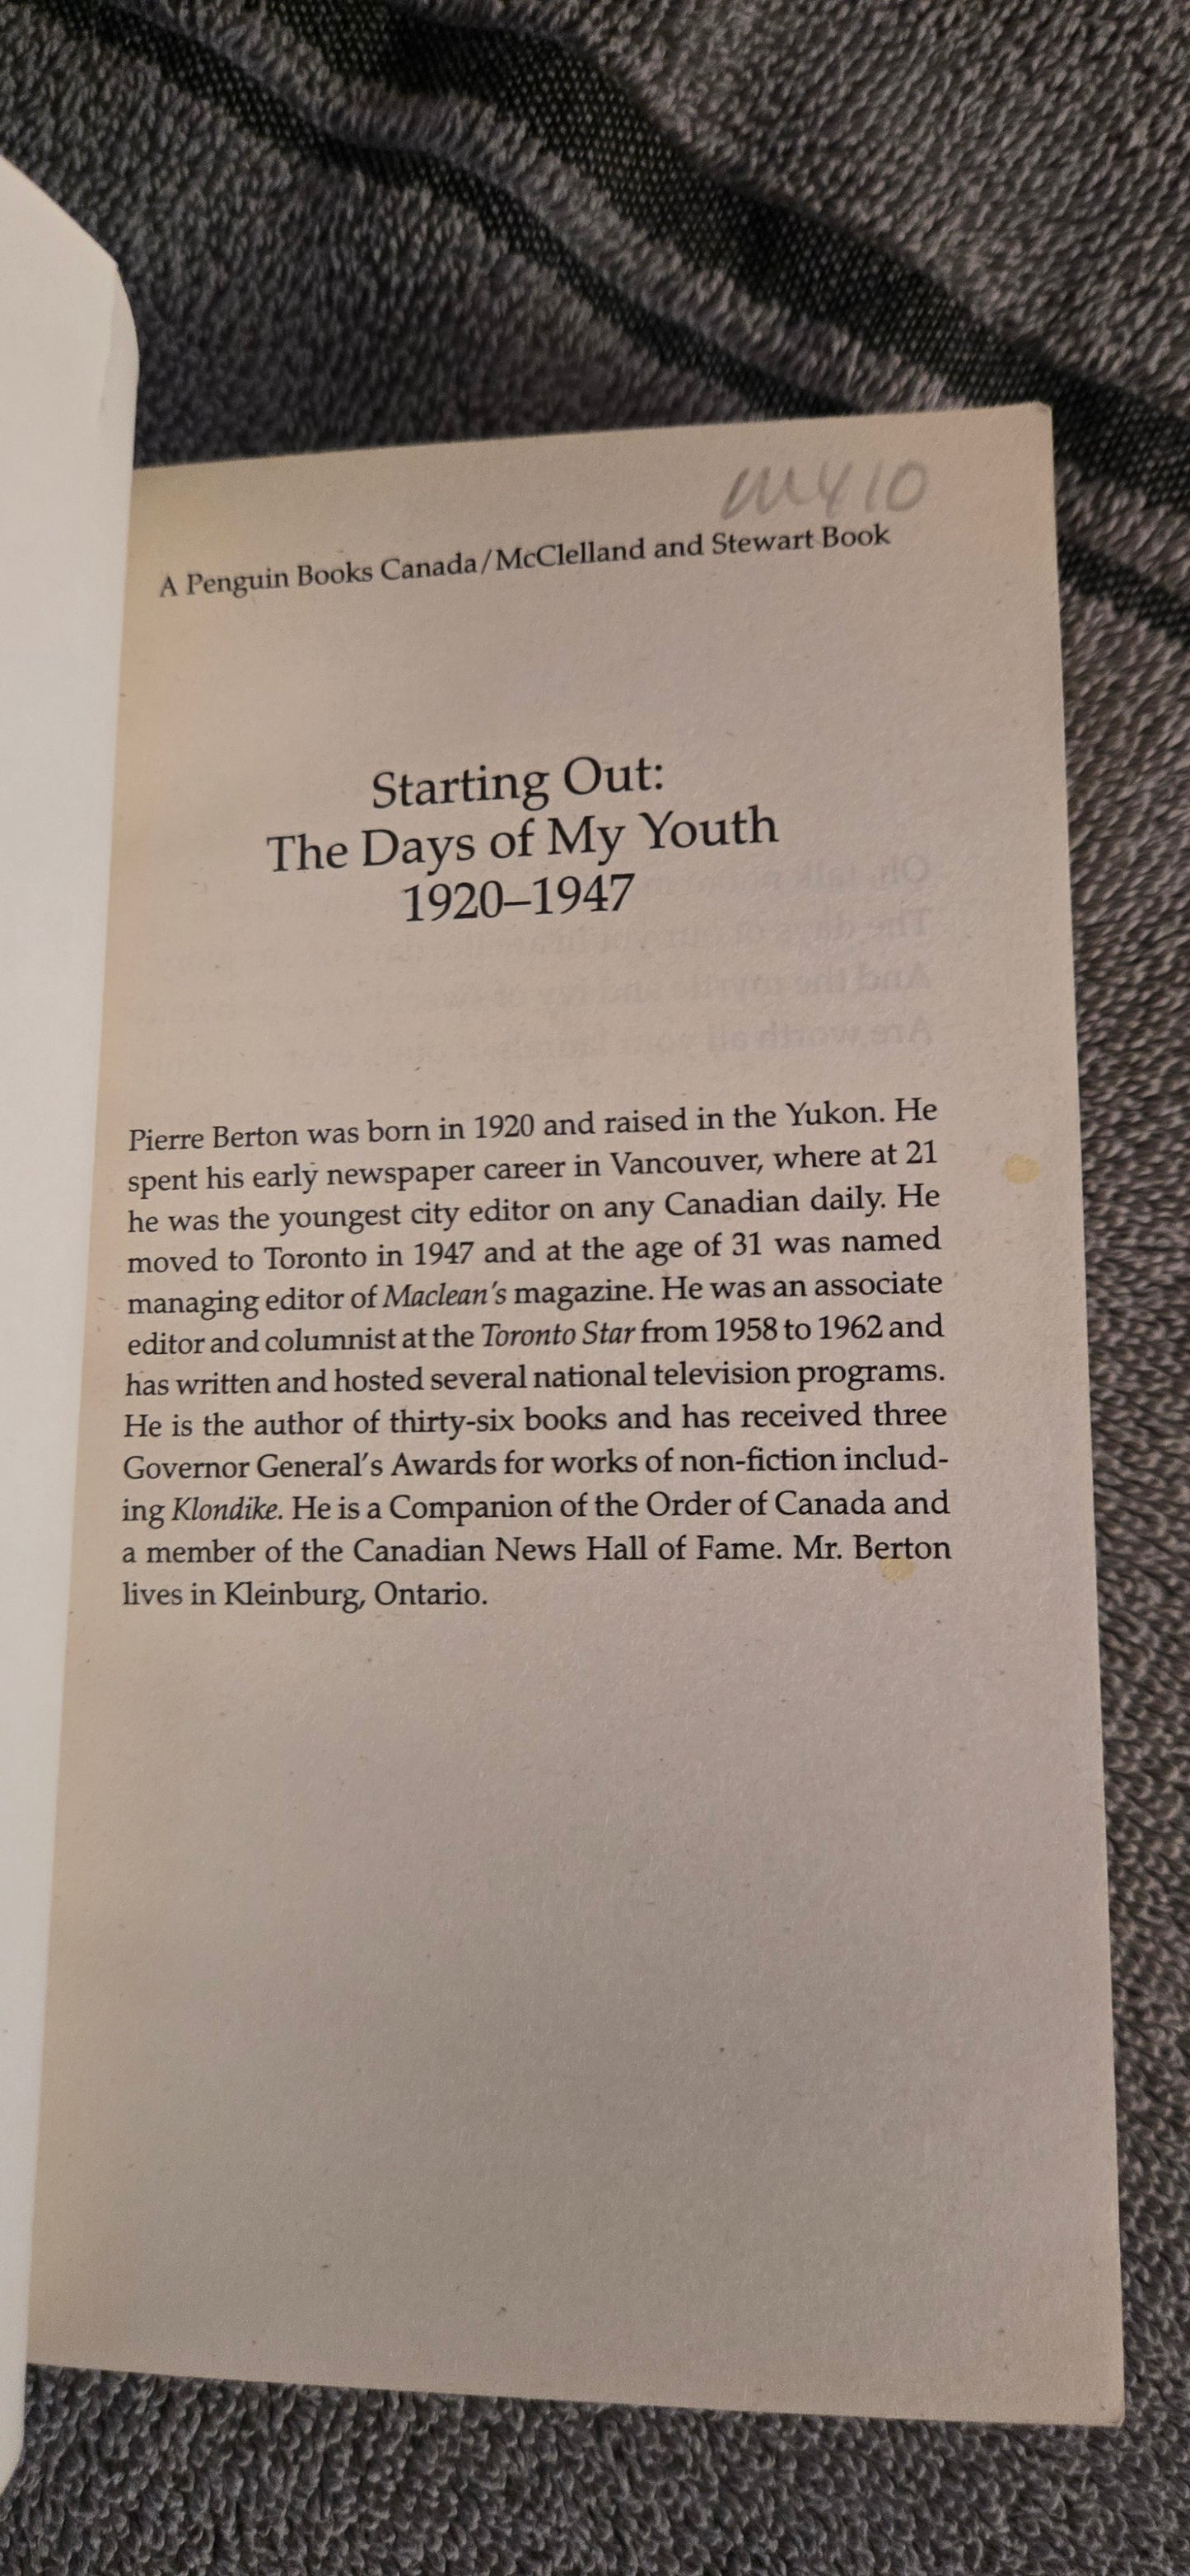 A Penguin Books Canada/McClelland and Stewart Book
Starting Out:
The Days of My Youth
1920–1947
Pierre Berton was born in 1920 and raised in the Yukon. He
spent his early newspaper career in Vancouver, where at 21
he was the youngest city editor on any Canadian daily. He
moved to Toronto in 1947 and at the age of 31 was named
managing editor of Maclean's magazine. He was an associate
editor and columnist at the Toronto Star from 1958 to 1962 and
has written and hosted several national television programs.
He is the author of thirty-six books and has received three
Governor General's Awards for works of non-fiction includ-
ing Klondike. He is a Companion of the Order of Canada and
a member of the Canadian News Hall of Fame. Mr. Berton
lives in Kleinburg, Ontario.